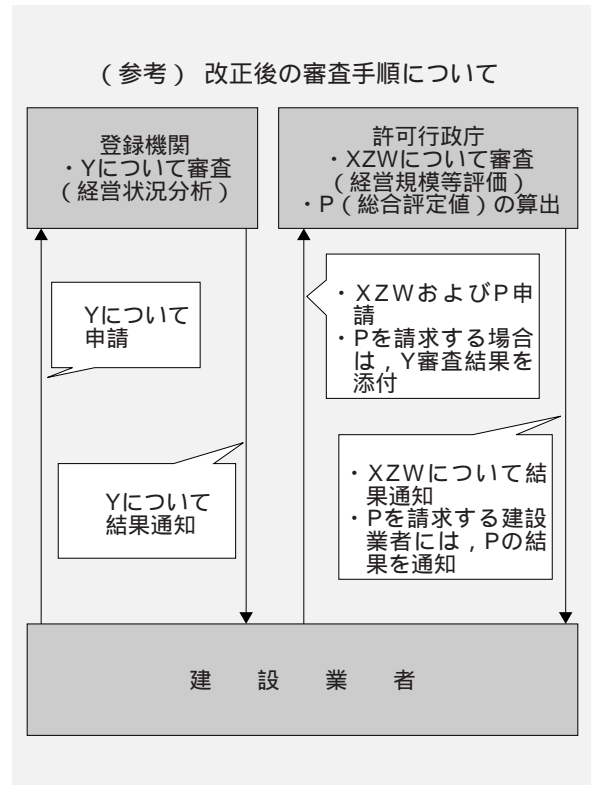 (参考) 改正後の審査手順について
登録機関
・Yについて審査
(経営状況分析)
許可行政庁
・XZWについて審査
(経営規模等評価)
・P(総合評定値)の算出
Yについて
申請
・XZWおよびP申
請
・Pを請求する場合
は,Y審査結果を
添付
Yについて
結果通知
・XZWについて結
果通知
・Pを請求する建設
業者には,Pの結
果を通知
建設業者